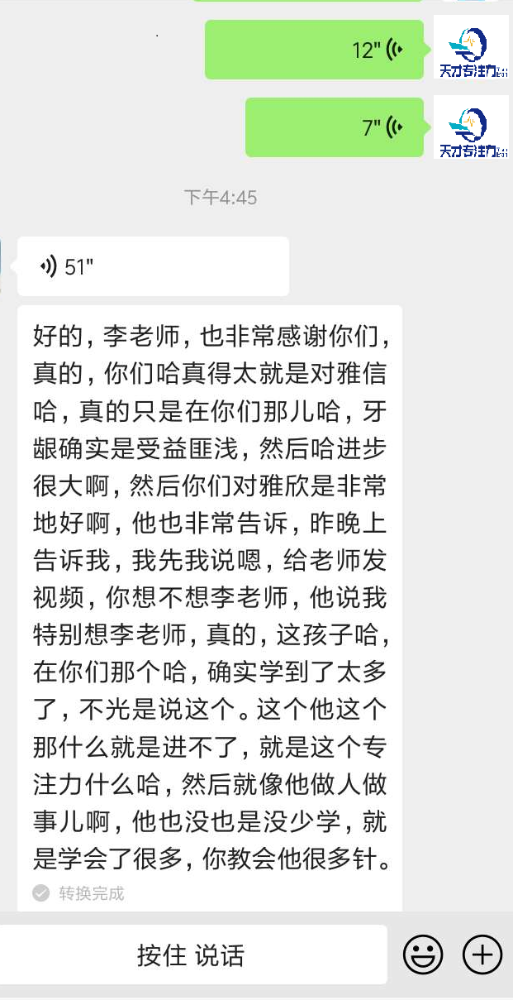 12"
天才专注力
7"
天才专注力
下午4:45
51"
好的，李老师，也非常感谢你们，
真的，你们哈真得太就是对雅信
哈，真的只是在你们那儿哈，牙
龈确实是受益匪浅，然后哈进步
很大啊，然后你们对雅欣是非常
地好啊，他也非常告诉，昨晚上
告诉我，我先我说嗯，给老师发
视频，你想不想李老师，他说我
特别想李老师，真的，这孩子哈，
在你们那个哈，确实学到了太多
了，不光是说这个。这个他这个
那什么就是进不了，就是这个专
注力什么哈，然后就像他做人做
事儿啊，他也没也是没少学，就
是学会了很多，你教会他很多针。
转换完成
按住 说话